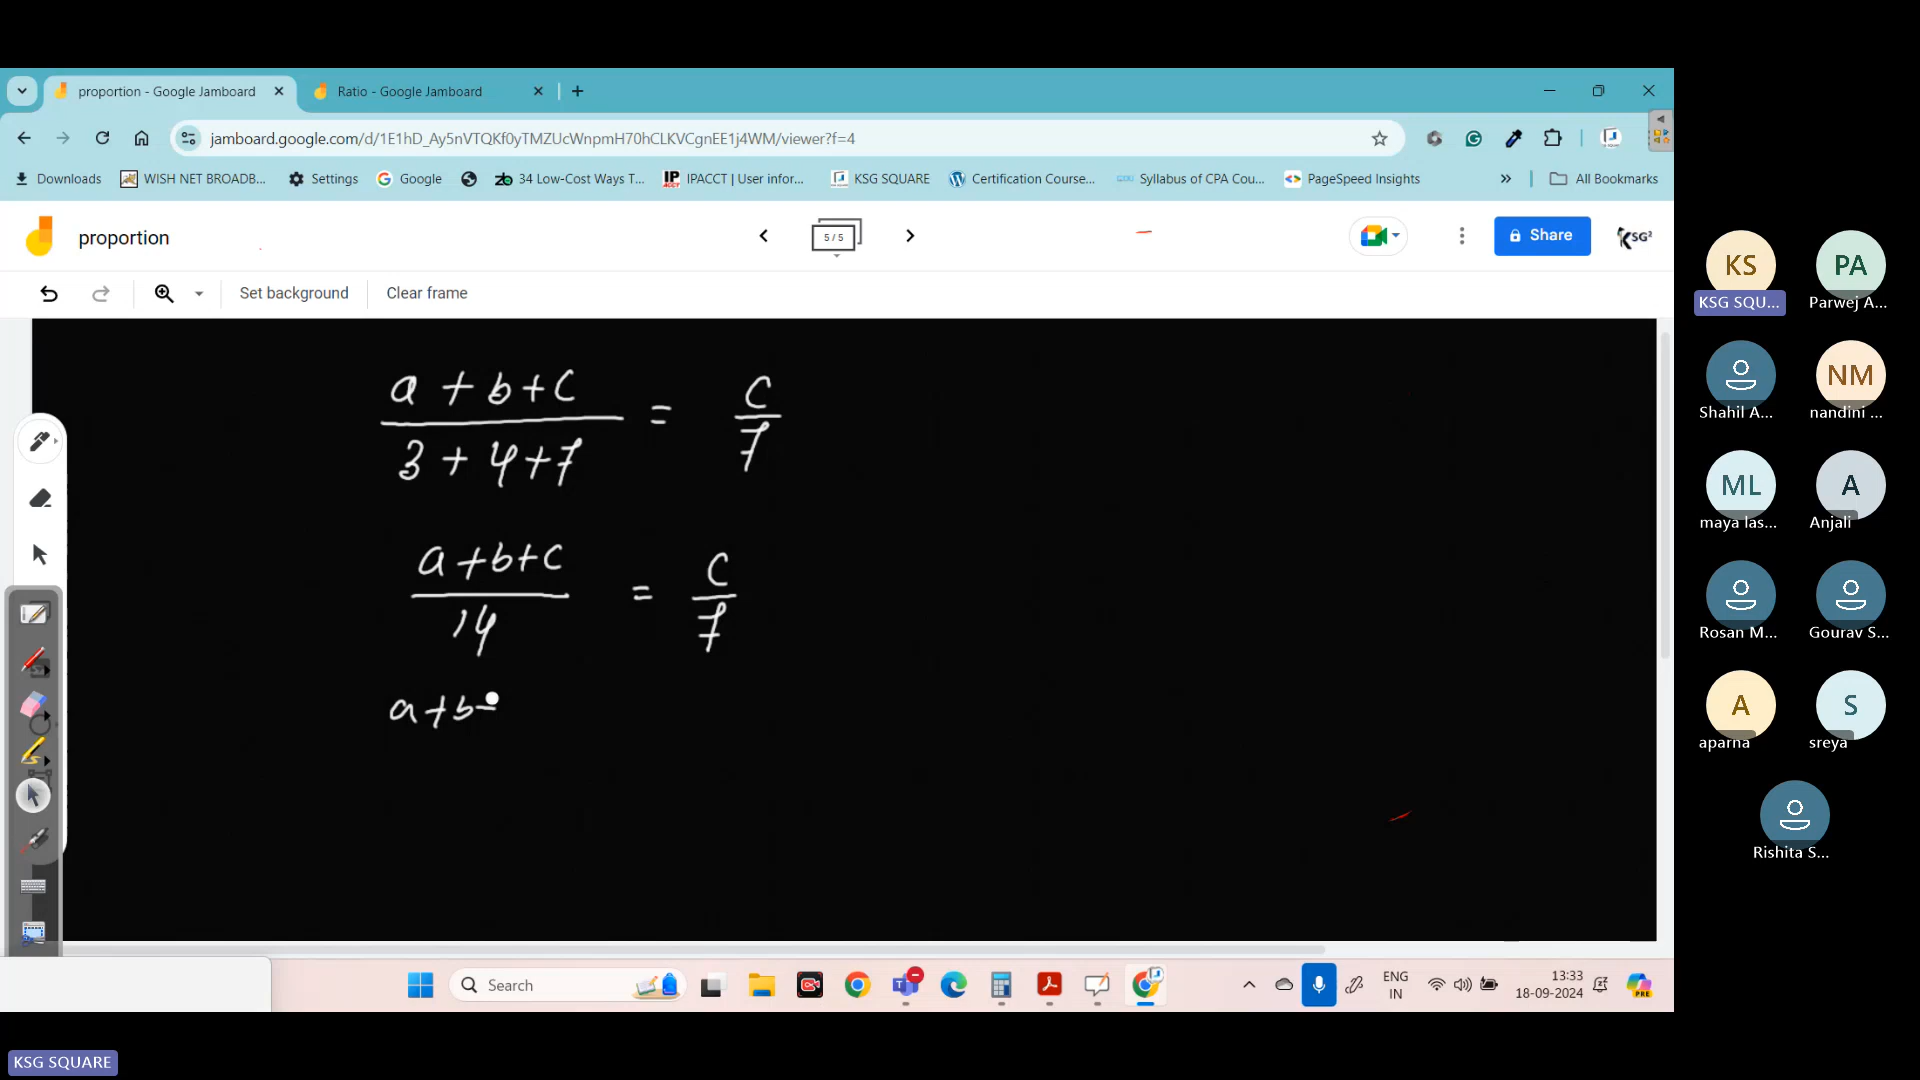 proportion - Google Jamboard
Ratio - Google Jamboard
jamboard.google.com/d/1E1hD_Ay5nVTQKf0yTMZUcWnpmH70hCLKVCgnEE1j4WM/viewer?f=4
Downloads WISH NET BROADB... Settings Google 34 Low-Cost Ways T... IPACCT | User infor... KSG SQUARE Certification Course... Syllabus of CPA Cou... PageSpeed Insights » All Bookmarks
proportion
5 / 5
Share
KSG²
Set background Clear frame
a + b + c
3 + 4 + 7
=
c
7
a + b + c
14
=
c
7
a + b -
KS
KSG SQU...
PA
Parwej A...
Shahil A...
NM
nandini ...
ML
maya las...
A
Anjali
Rosan M...
Gourav S...
A
aparna
S
sreya
Rishita S...
Search
ENG
IN
13:33
18-09-2024
PRE
KSG SQUARE